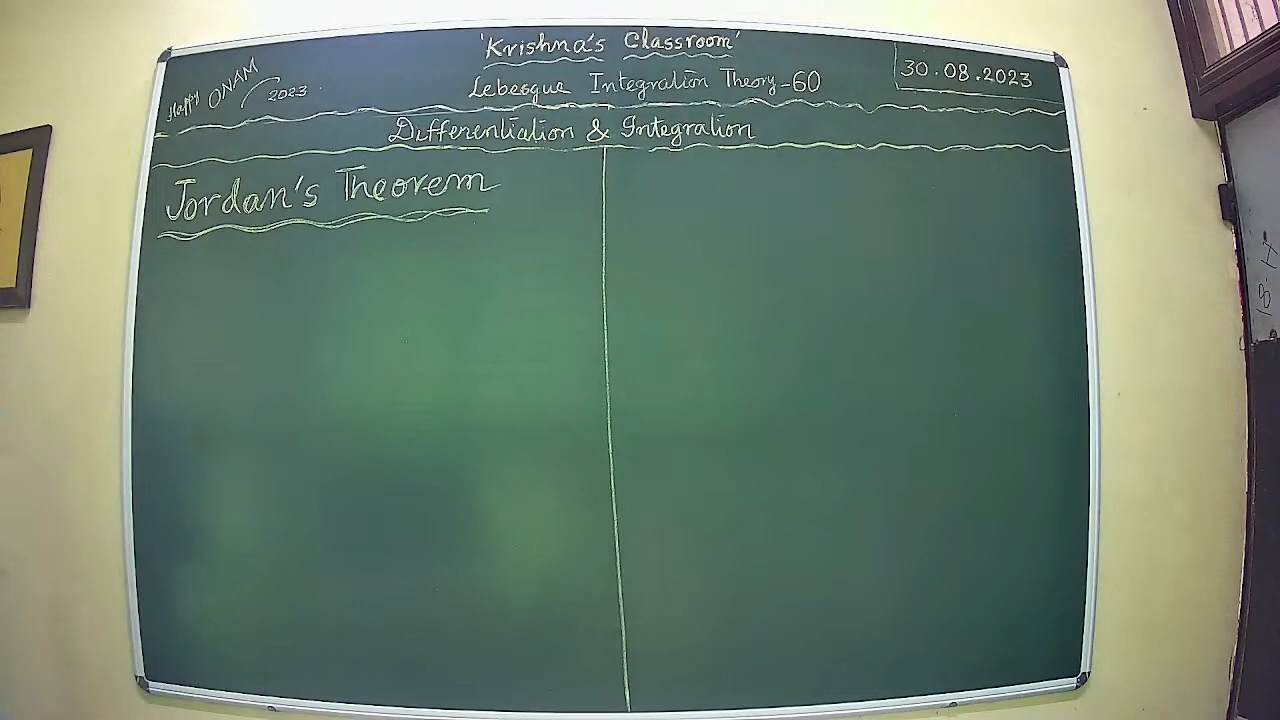 'Krishna's Classroom'
Happy ONAM 2023
Lebesgue Integration Theory-60
30.08.2023
Differentiation & Integration
Jordan's Theorem